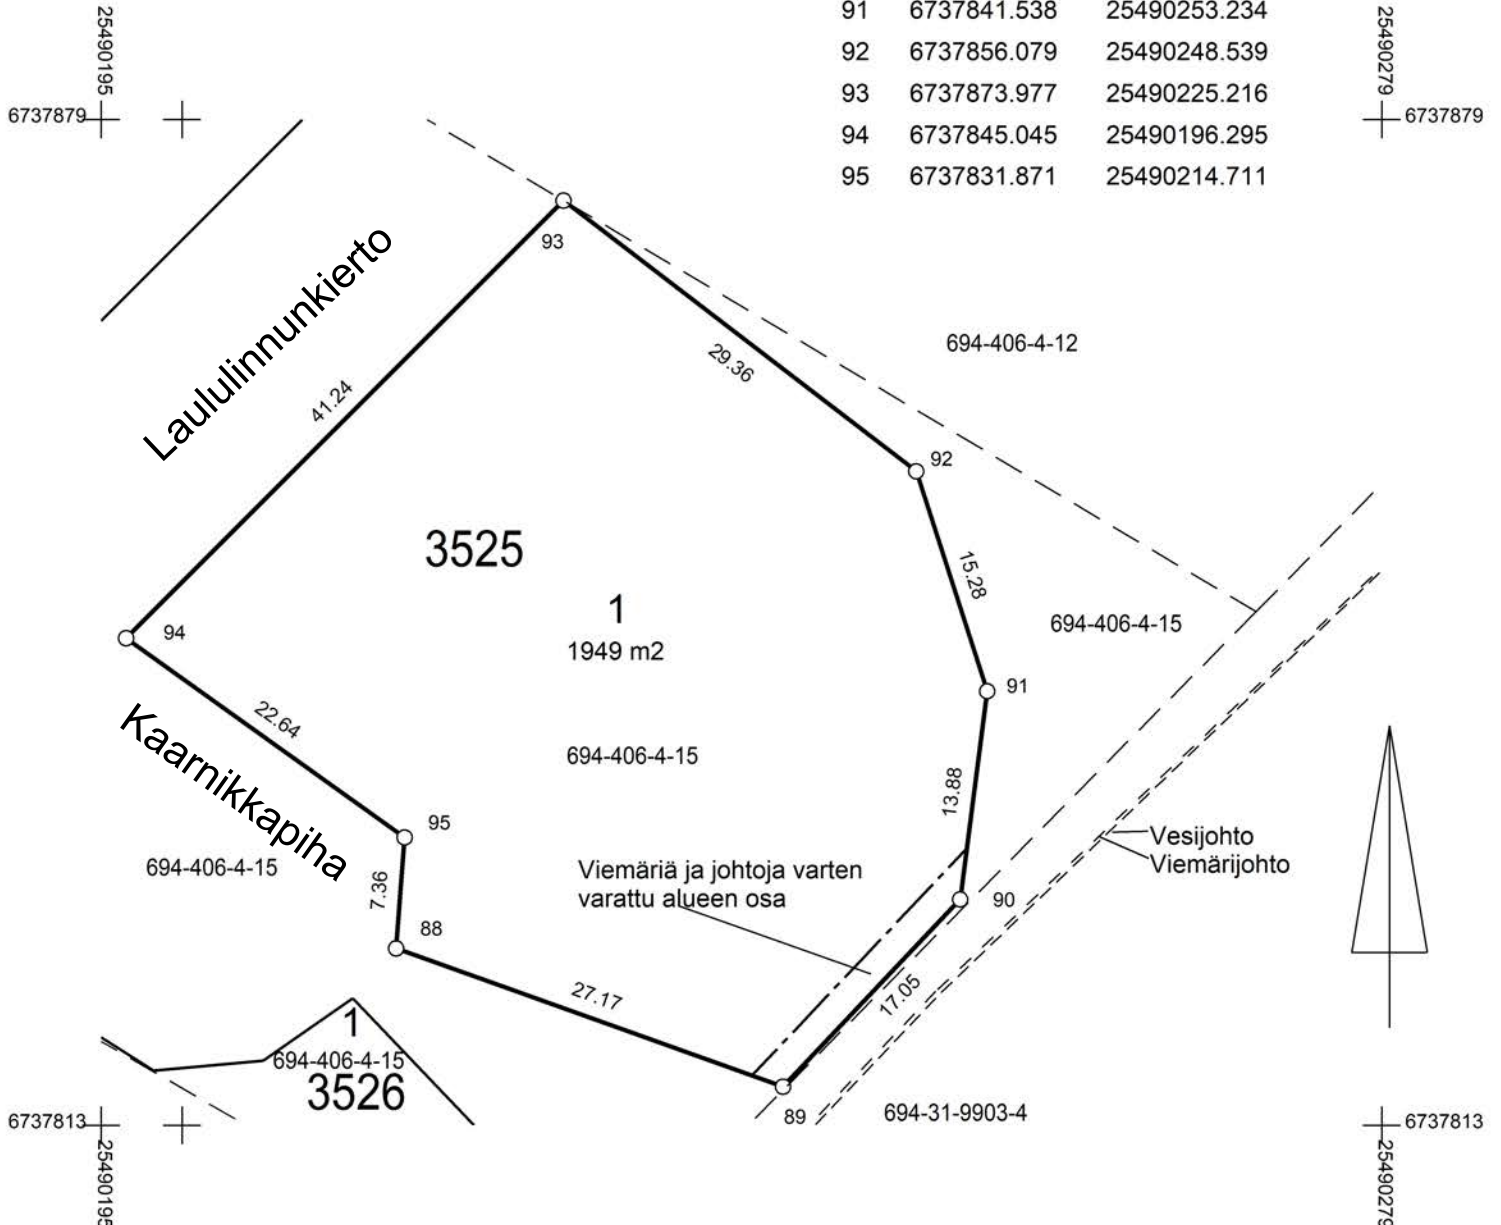 91 6737841.538 25490253.234
92 6737856.079 25490248.539
93 6737873.977 25490225.216
94 6737845.045 25490196.295
95 6737831.871 25490214.711
25490195
25490279
6737879
6737879
93
Laululinnunkierto
41.24
29.36
694-406-4-12
92
3525
15.28
1
1949 m2
694-406-4-15
94
91
22.64
Kaarnikkapiha
694-406-4-15
13.88
95
Vesijohto
Viemärijohto
694-406-4-15
7.36
Viemäriä ja johtoja varten
varattu alueen osa
90
88
27.17
17.05
1
694-406-4-15
3526
89
694-31-9903-4
6737813
6737813
25490195
25490279